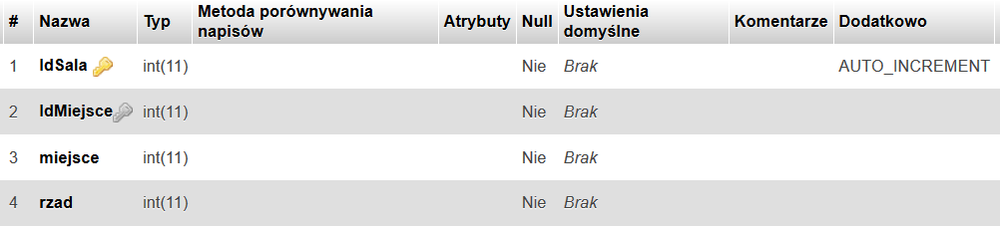 # Nazwa Typ Metoda porównywania napisów Atrybuty Null Ustawienia domyślne Komentarze Dodatkowo
1 IdSala int(11) Nie Brak AUTO_INCREMENT
2 IdMiejsce int(11) Nie Brak
3 miejsce int(11) Nie Brak
4 rzad int(11) Nie Brak